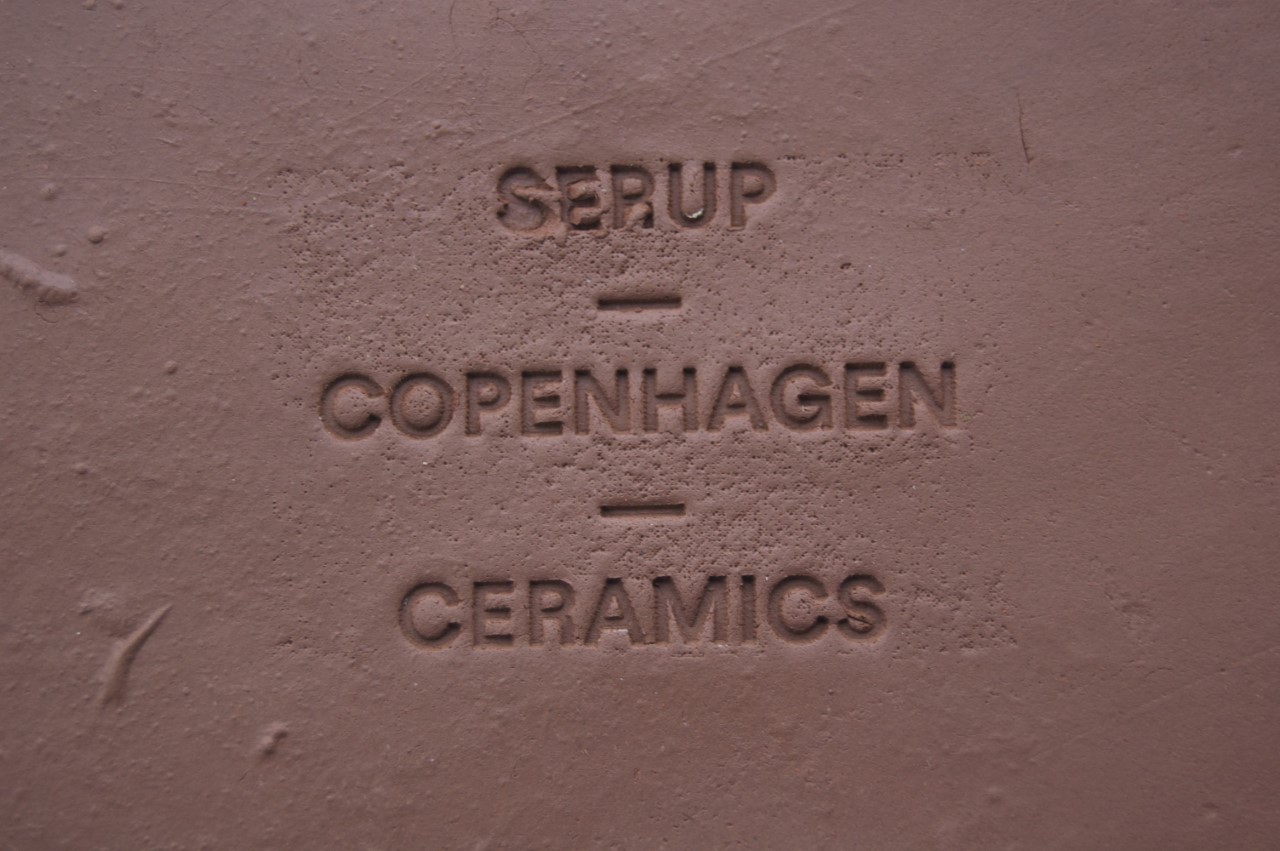 SERUP
—
COPENHAGEN
—
CERAMICS